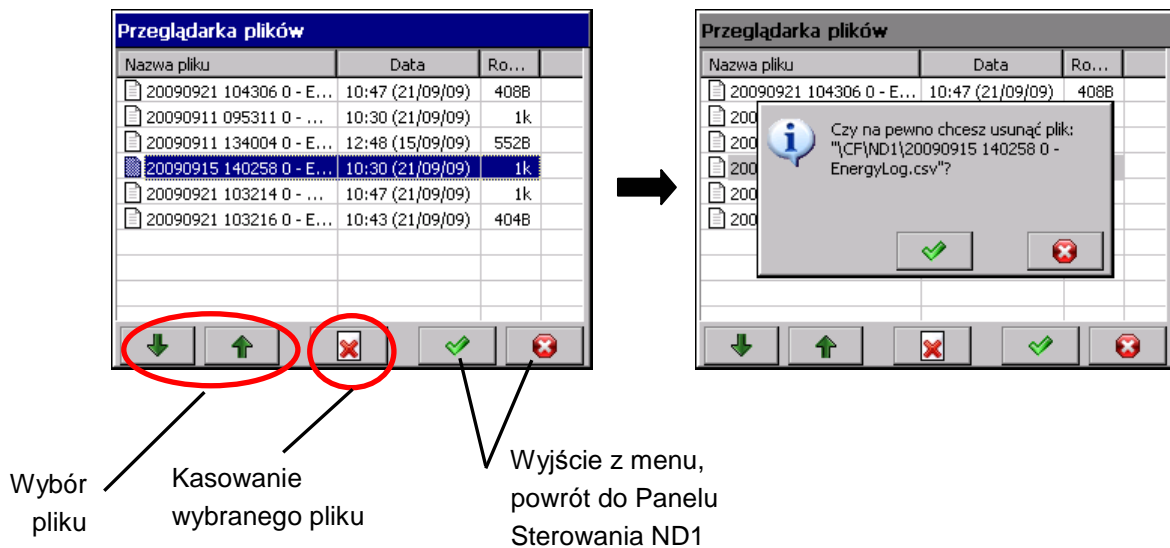 Przeglądarka plików
Nazwa pliku Data Ro...
20090921 104306 0 - E... 10:47 (21/09/09) 408B
20090911 095311 0 - ... 10:30 (21/09/09) 1k
20090911 134004 0 - E... 12:48 (15/09/09) 552B
20090915 140258 0 - E... 10:30 (21/09/09) 1k
20090921 103214 0 - ... 10:47 (21/09/09) 1k
20090921 103216 0 - E... 10:43 (21/09/09) 404B
Przeglądarka plików
Nazwa pliku Data Ro...
20090921 104306 0 - E... 10:47 (21/09/09) 408B
200
200
200
200
200
Czy na pewno chcesz usunąć plik:
"\CF\ND1\20090915 140258 0 -
EnergyLog.csv"?
Wybór
pliku
Kasowanie
wybranego pliku
Wyjście z menu,
powrót do Panelu
Sterowania ND1